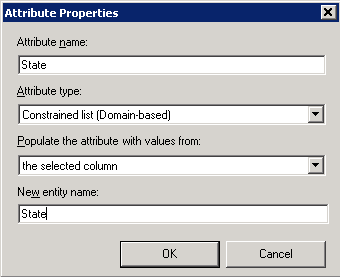 Attribute Properties
Attribute name:
State
Attribute type:
Constrained list (Domain-based)
Populate the attribute with values from:
the selected column
New entity name:
State
OK Cancel